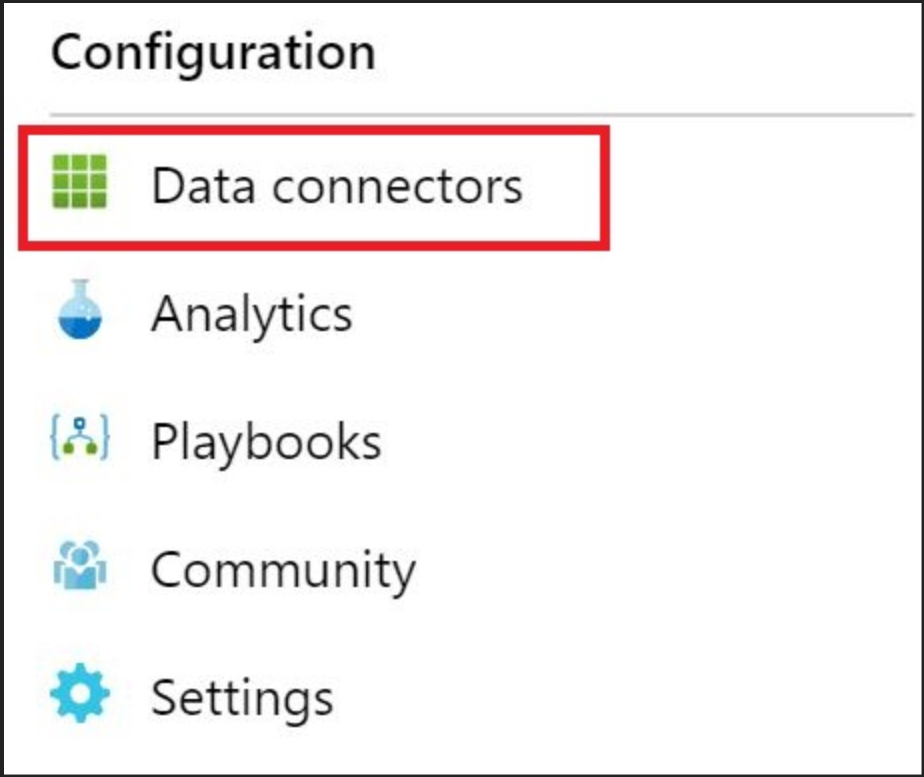 Configuration
Data connectors
Analytics
Playbooks
Community
Settings